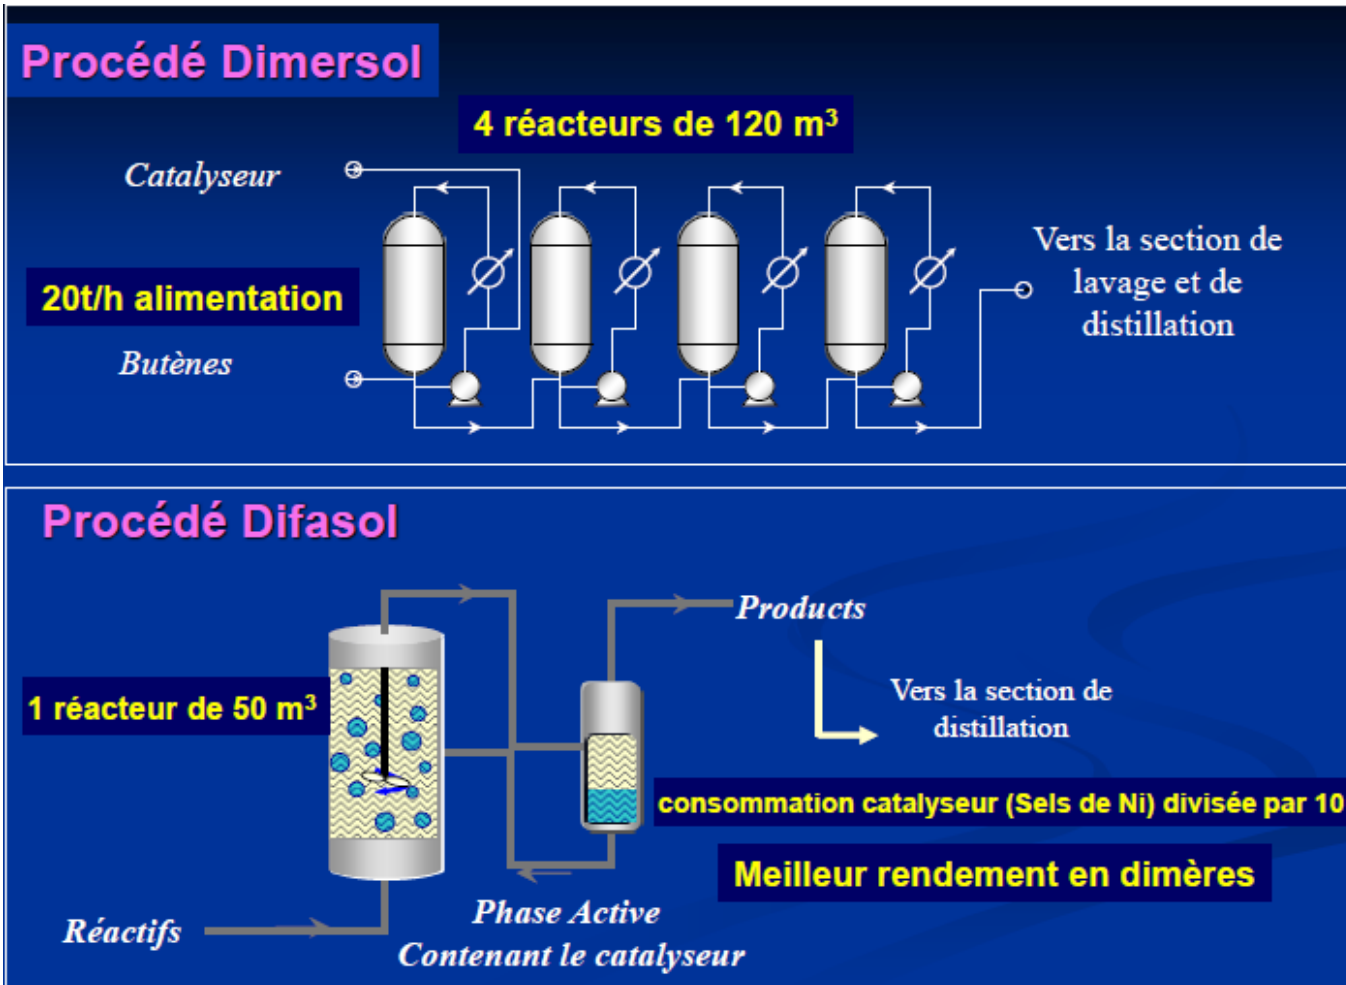 Procédé Dimersol
4 réacteurs de 120 m³
Catalyseur
20t/h alimentation
Butènes
Vers la section de
lavage et de
distillation
Procédé Difasol
Products
1 réacteur de 50 m³
Vers la section de
distillation
consommation catalyseur (Sels de Ni) divisée par 10
Meilleur rendement en dimères
Phase Active
Contenant le catalyseur
Réactifs